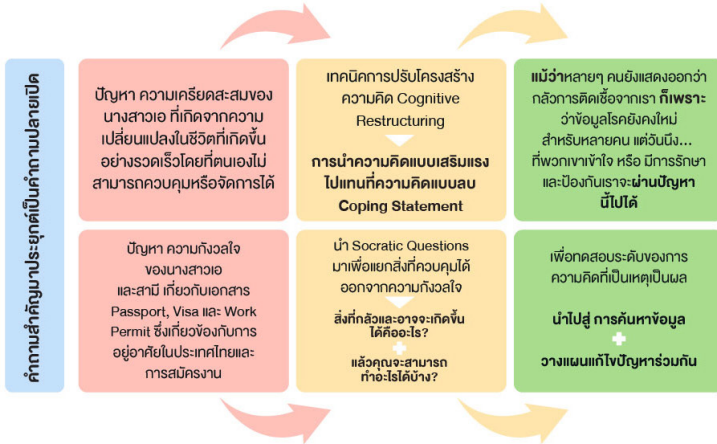 คำถามสำคัญมาประยุกต์เป็นคำถามปลายเปิด
ปัญหา ความเครียดสะสมของ
นางสาวเอ ที่เกิดจากความ
เปลี่ยนแปลงในชีวิตที่เกิดขึ้น
อย่างรวดเร็วโดยที่ตนเองไม่
สามารถควบคุมหรือจัดการได้
เทคนิคการปรับโครงสร้าง
ความคิด Cognitive
Restructuring
การนำความคิดแบบเสริมแรง
ไปแทนที่ความคิดแบบลบ
Coping Statement
แม้ว่าหลายๆ คนยังแสดงออกว่า
กลัวการติดเชื้อจากเรา ก็เพราะ
ว่าข้อมูลโรคยังคงใหม่
สำหรับหลายคน แต่วันนึง...
ที่พวกเขาเข้าใจ หรือ มีการรักษา
และป้องกันเราจะผ่านปัญหา
นี้ไปได้
ปัญหา ความกังวลใจ
ของนางสาวเอ
และสามี เกี่ยวกับเอกสาร
Passport, Visa และ Work
Permit ซึ่งเกี่ยวข้องกับการ
อยู่อาศัยในประเทศไทยและ
การสมัครงาน
นำ Socratic Questions
มาเพื่อแยกสิ่งที่ควบคุมได้
ออกจากความกังวลใจ
สิ่งที่กลัวและอาจจะเกิดขึ้น
ได้คืออะไร?
แล้วคุณจะสามารถ
ทำอะไรได้บ้าง?
เพื่อทดสอบระดับของการ
ความคิดที่เป็นเหตุเป็นผล
นำไปสู่ การค้นหาข้อมูล
วางแผนแก้ไขปัญหาร่วมกัน